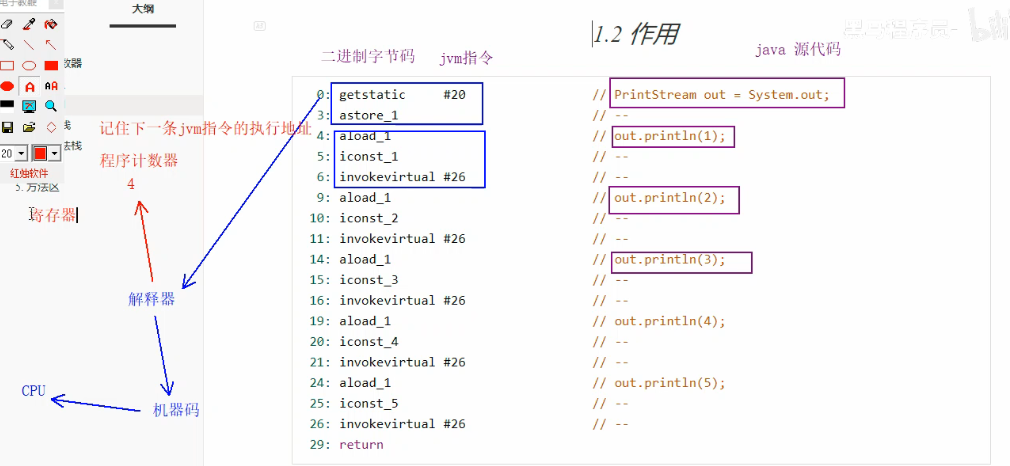 大纲
1.2 作用
二进制字节码 jvm指令
java 源代码
数器
记住下一条jvm指令的执行地址
栈
法栈
程序计数器
20
红烛软件
4
5. 方法区
寄存器
解释器
CPU
机器码
0: getstatic #20 // PrintStream out = System.out;
3: astore_1 // --
4: aload_1 // out.println(1);
5: iconst_1 // --
6: invokevirtual #26 // --
9: aload_1 // out.println(2);
10: iconst_2 // --
11: invokevirtual #26 // --
14: aload_1 // out.println(3);
15: iconst_3 // --
16: invokevirtual #26 // --
19: aload_1 // out.println(4);
20: iconst_4 // --
21: invokevirtual #26 // --
24: aload_1 // out.println(5);
25: iconst_5 // --
26: invokevirtual #26 // --
29: return